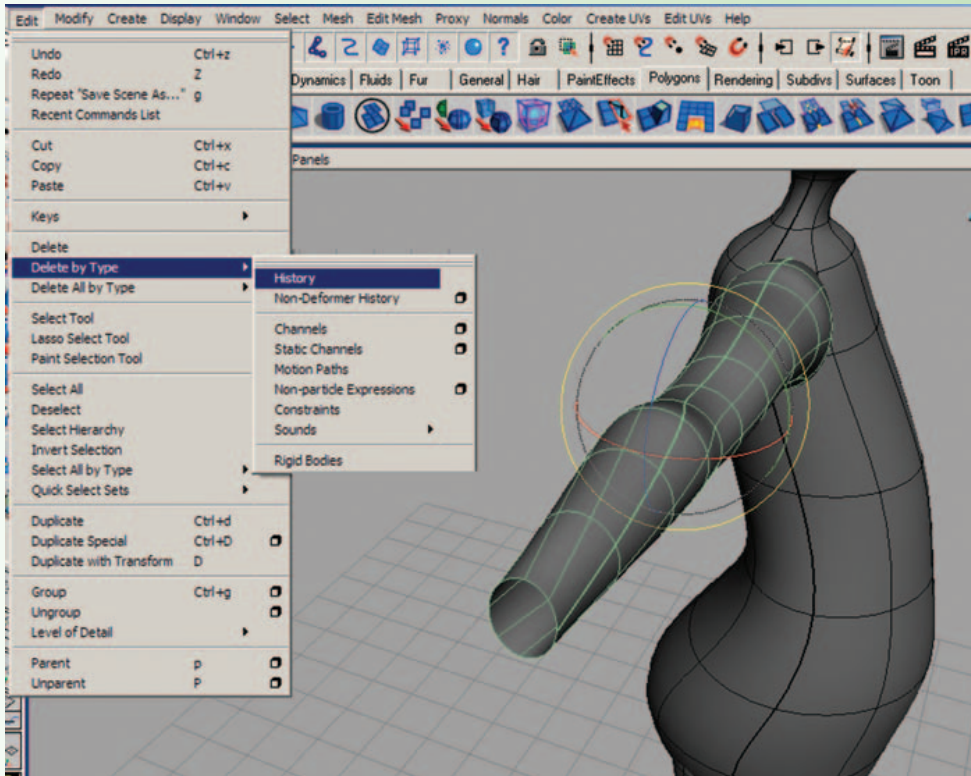 Edit Modify Create Display Window Select Mesh Edit Mesh Proxy Normals Color Create UVs Edit UVs Help
IPR
Dynamics Fluids Fur General Hair PaintEffects Polygons Rendering Subdivs Surfaces Toon
Panels
Undo Ctrl+z
Redo Z
Repeat "Save Scene As..." g
Recent Commands List
Cut Ctrl+x
Copy Ctrl+c
Paste Ctrl+v
Keys
Delete
Delete by Type
Delete All by Type
Select Tool
Lasso Select Tool
Paint Selection Tool
Select All
Deselect
Select Hierarchy
Invert Selection
Select All by Type
Quick Select Sets
Duplicate Ctrl+d
Duplicate Special Ctrl+D
Duplicate with Transform D
Group Ctrl+g
Ungroup
Level of Detail
Parent p
Unparent P
History
Non-Deformer History
Channels
Static Channels
Motion Paths
Non-particle Expressions
Constraints
Sounds
Rigid Bodies